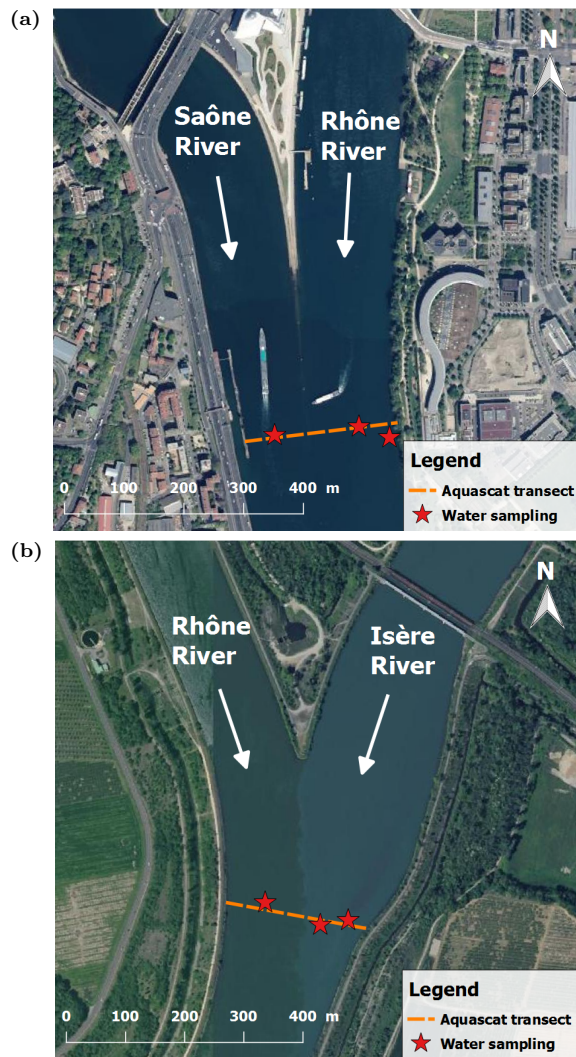 (a)
N
Saône
River
Rhône
River
0 100 200 300 400 m
Legend
Aquascat transect
Water sampling
(b)
N
Rhône
River
Isère
River
0 100 200 300 400 m
Legend
Aquascat transect
Water sampling